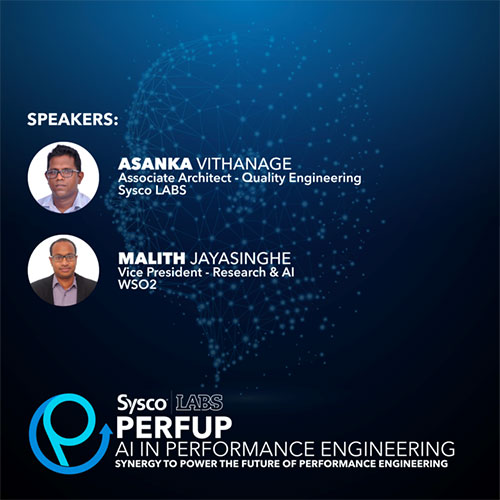 SPEAKERS:
ASANKA VITHANAGE
Associate Architect - Quality Engineering
Sysco LABS
MALITH JAYASINGHE
Vice President - Research & AI
WSO2
Sysco LABS
PERFUP
AI IN PERFORMANCE ENGINEERING
SYNERGY TO POWER THE FUTURE OF PERFORMANCE ENGINEERING